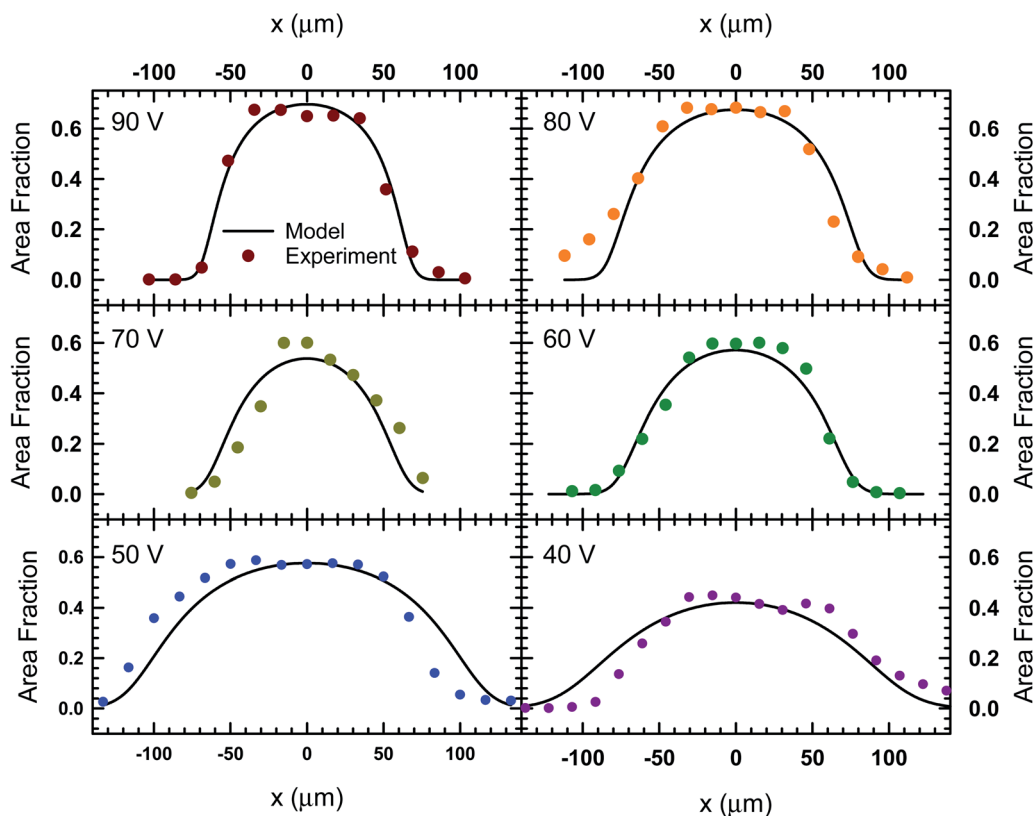 x (μm) x (μm)
-100 -50 0 50 100 -100 -50 0 50 100
90 V 80 V
0.6 0.6
0.4 0.4
0.2 0.2
0.0 0.0
Area Fraction Area Fraction
Model
Experiment
70 V 60 V
0.6 0.6
0.4 0.4
0.2 0.2
0.0 0.0
Area Fraction Area Fraction
50 V 40 V
0.6 0.6
0.4 0.4
0.2 0.2
0.0 0.0
Area Fraction Area Fraction
-100 -50 0 50 100 -100 -50 0 50 100
x (μm) x (μm)